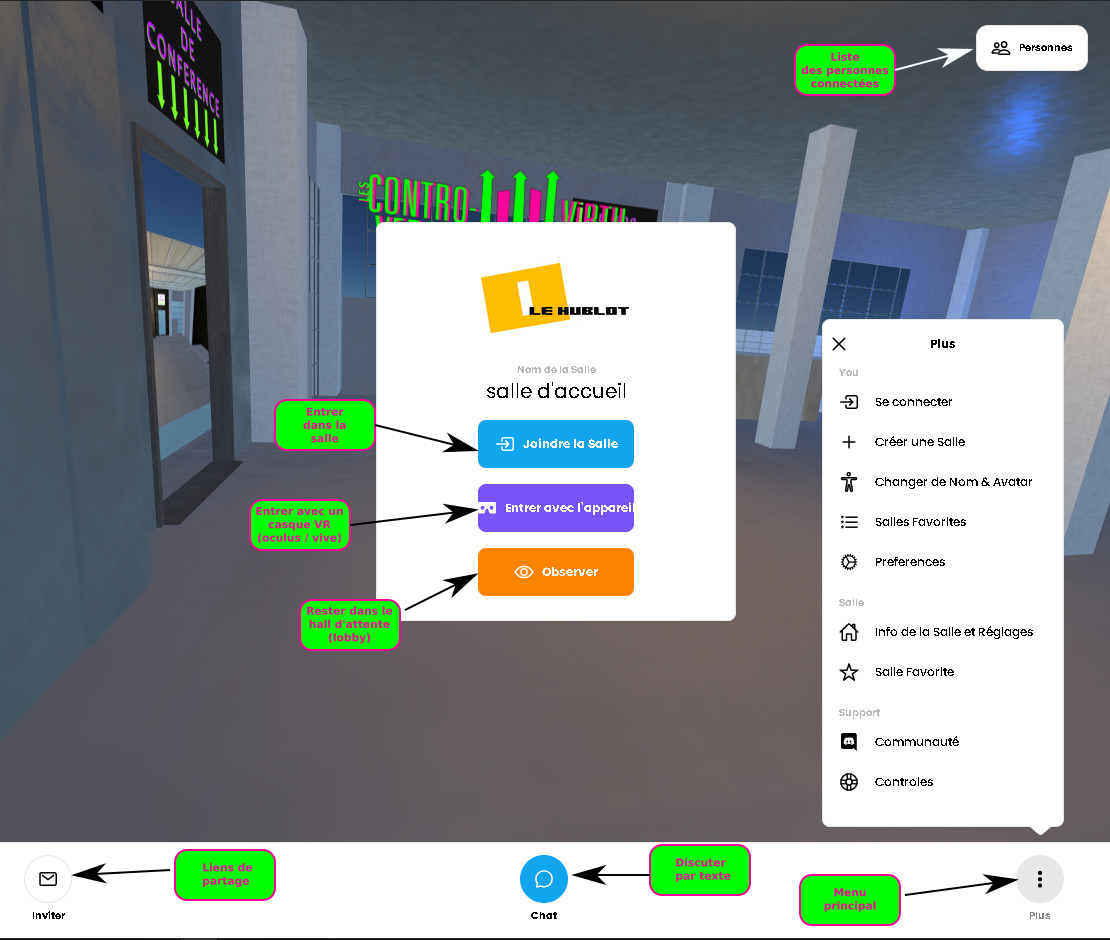 SALLE
DE
CONFERENCE
Liste
des personnes
connectées
Personnes
LES
CONTRO
VIRTU
LE HUBLOT
Nom de la Salle
salle d'accueil
Entrer
dans la
salle
Joindre la Salle
Entrer avec un
casque VR
(oculus / vive)
Entrer avec l'appareil
Rester dans le
hall d'attente
(lobby)
Observer
Plus
You
Se connecter
Créer une Salle
Changer de Nom & Avatar
Salles Favorites
Preferences
Salle
Info de la Salle et Réglages
Salle Favorite
Support
Communauté
Controles
Liens de
partage
Inviter
Discuter
par texte
Chat
Menu
principal
Plus